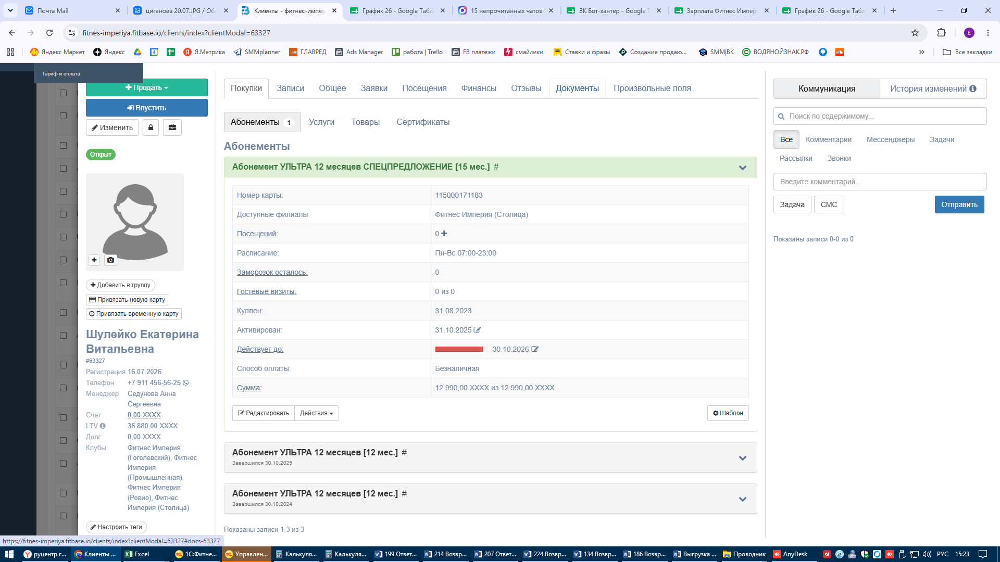 Почта Mail
циганова 20.07.JPG / Обл
Клиенты - фитнес-импер
График 26 - Google Табл
15 непрочитанных чатов
ВК Бот-хантер - Google Т
Зарплата Фитнес Импер
График 26 - Google Табл
fitnes-imperiya.fitbase.io/clients/index?clientModal=63327
E
Яндекс Маркет
Яндекс
Я.Метрика
SMMplanner
ГЛАВРЕД
Ads Manager
работа | Trello
FB платежи
смайлики
Ставки и фразы
Создание продаю...
SMM|ВК
ВОДЯНОЙЗНАК.РФ
Все закладки
Тариф и оплата
Продать
Впустить
Изменить
Открыт
Добавить в группу
Привязать новую карту
Привязать временную карту
Шулейко Екатерина
Витальевна
#63327
Регистрация 16.07.2026
Телефон +7 911 456-56-25
Менеджер Седунова Анна
Сергеевна
Счет 0,00 XXXX
LTV 36 880,00 XXXX
Долг 0,00 XXXX
Клубы Фитнес Империя
(Гоголевский), Фитнес
Империя
(Промышленная),
Фитнес Империя
(Ровио), Фитнес
Империя (Столица)
Настроить теги
Покупки
Записи
Общее
Заявки
Посещения
Финансы
Отзывы
Документы
Произвольные поля
Абонементы 1
Услуги
Товары
Сертификаты
Абонементы
Абонемент УЛЬТРА 12 месяцев СПЕЦПРЕДЛОЖЕНИЕ [15 мес.] #
Номер карты: 115000171183
Доступные филиалы Фитнес Империя (Столица)
Посещений: 0
Расписание: Пн-Вс 07:00-23:00
Заморозок осталось: 0
Гостевые визиты: 0 из 0
Куплен: 31.08.2023
Активирован: 31.10.2025
Действует до: 30.10.2026
Способ оплаты: Безналичная
Сумма: 12 990,00 XXXX из 12 990,00 XXXX
Редактировать
Действия
Шаблон
Абонемент УЛЬТРА 12 месяцев [12 мес.] #
Завершился 30.10.2025
Абонемент УЛЬТРА 12 месяцев [12 мес.] #
Завершился 30.10.2024
Показаны записи 1-3 из 3
Коммуникация
История изменений
Поиск по содержимому...
Все
Комментарии
Мессенджеры
Задачи
Рассылки
Звонки
Введите комментарий...
Задача
СМС
Отправить
Показаны записи 0-0 из 0
https://fitnes-imperiya.fitbase.io/clients/index?clientModal=63327#docs-63327
руцентр г...
Клиенты ...
Excel
1С:Фитне...
Управлен...
Калькуля...
Калькуля...
199 Ответ...
214 Возвр...
207 Ответ...
224 Возвр...
134 Возвр...
186 Возвр...
Выгрузка ...
Проводник
AnyDesk
РУС
15:23